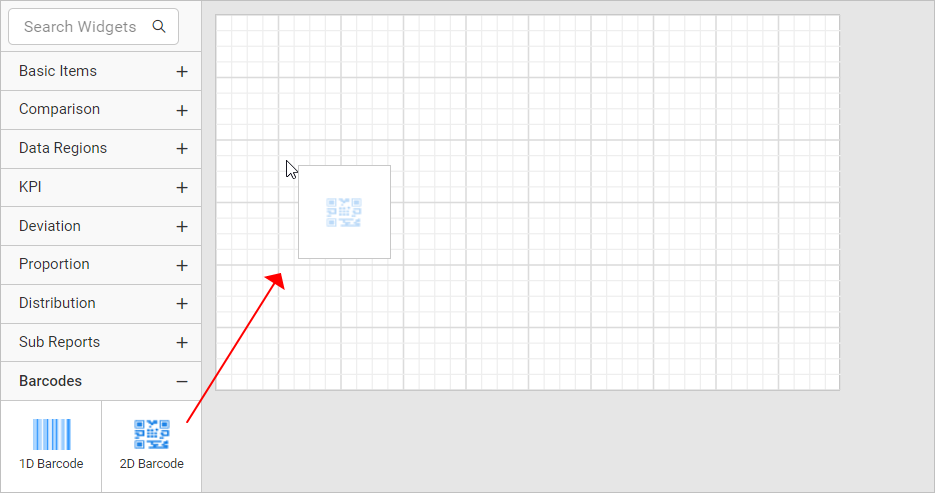 Search Widgets
Basic Items
Comparison
Data Regions
KPI
Deviation
Proportion
Distribution
Sub Reports
Barcodes
1D Barcode
2D Barcode